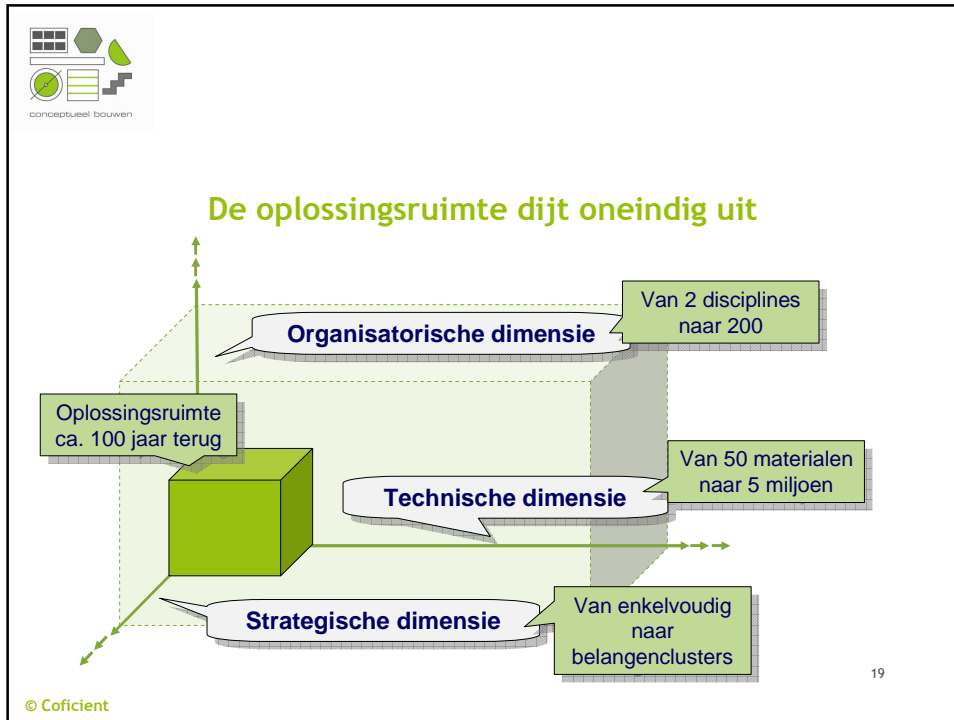 conceptueel bouwen
De oplossingsruimte dijt oneindig uit
Organisatorische dimensie
Van 2 disciplines
naar 200
Oplossingsruimte
ca. 100 jaar terug
Technische dimensie
Van 50 materialen
naar 5 miljoen
Strategische dimensie
Van enkelvoudig
naar
belangenclusters
19
© Coficient